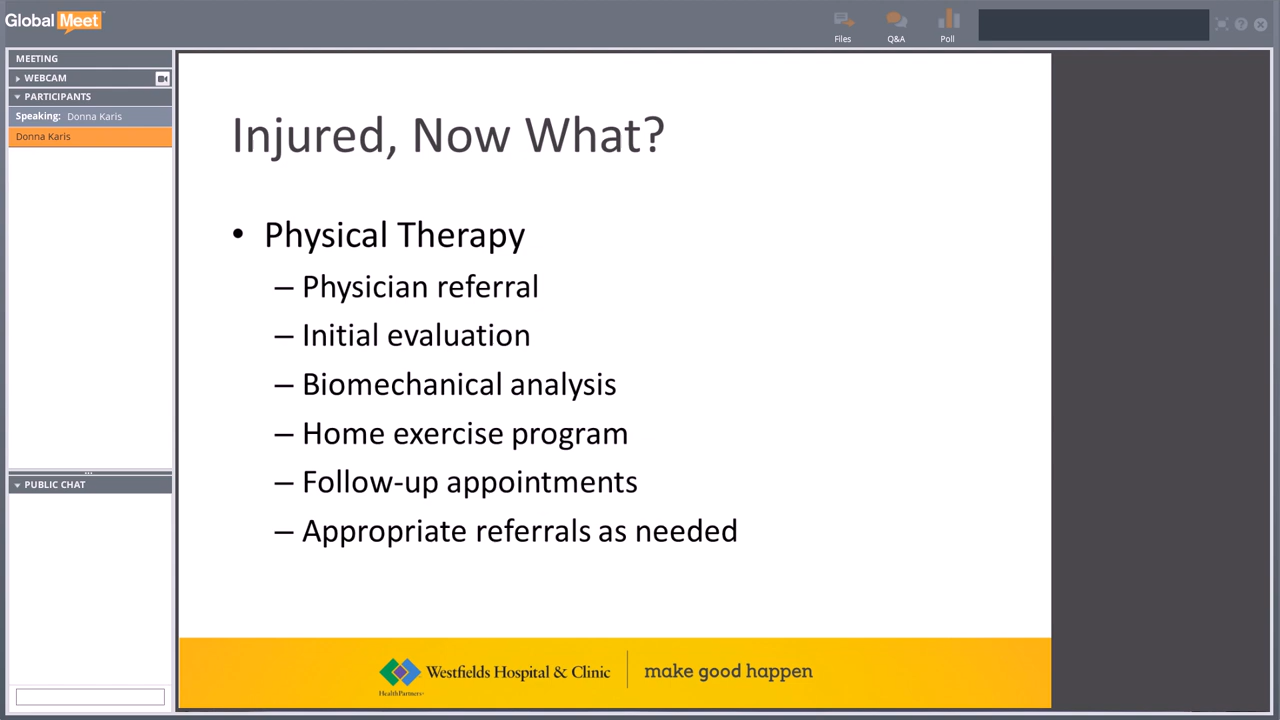 GlobalMeet
Files
Q&A
Poll
MEETING
WEBCAM
PARTICIPANTS
Speaking: Donna Karis
Donna Karis
PUBLIC CHAT
Injured, Now What?
• Physical Therapy
– Physician referral
– Initial evaluation
– Biomechanical analysis
– Home exercise program
– Follow-up appointments
– Appropriate referrals as needed
HealthPartners
Westfields Hospital & Clinic
make good happen